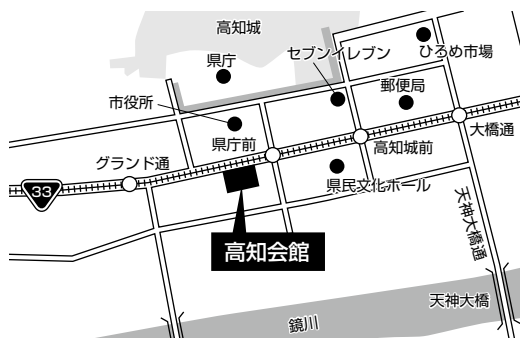 高知城
県庁
セブンイレブン
ひろめ市場
郵便局
市役所
県庁前
大橋通
高知城前
グランド通
県民文化ホール
33
高知会館
天神大橋通
天神大橋
鏡川